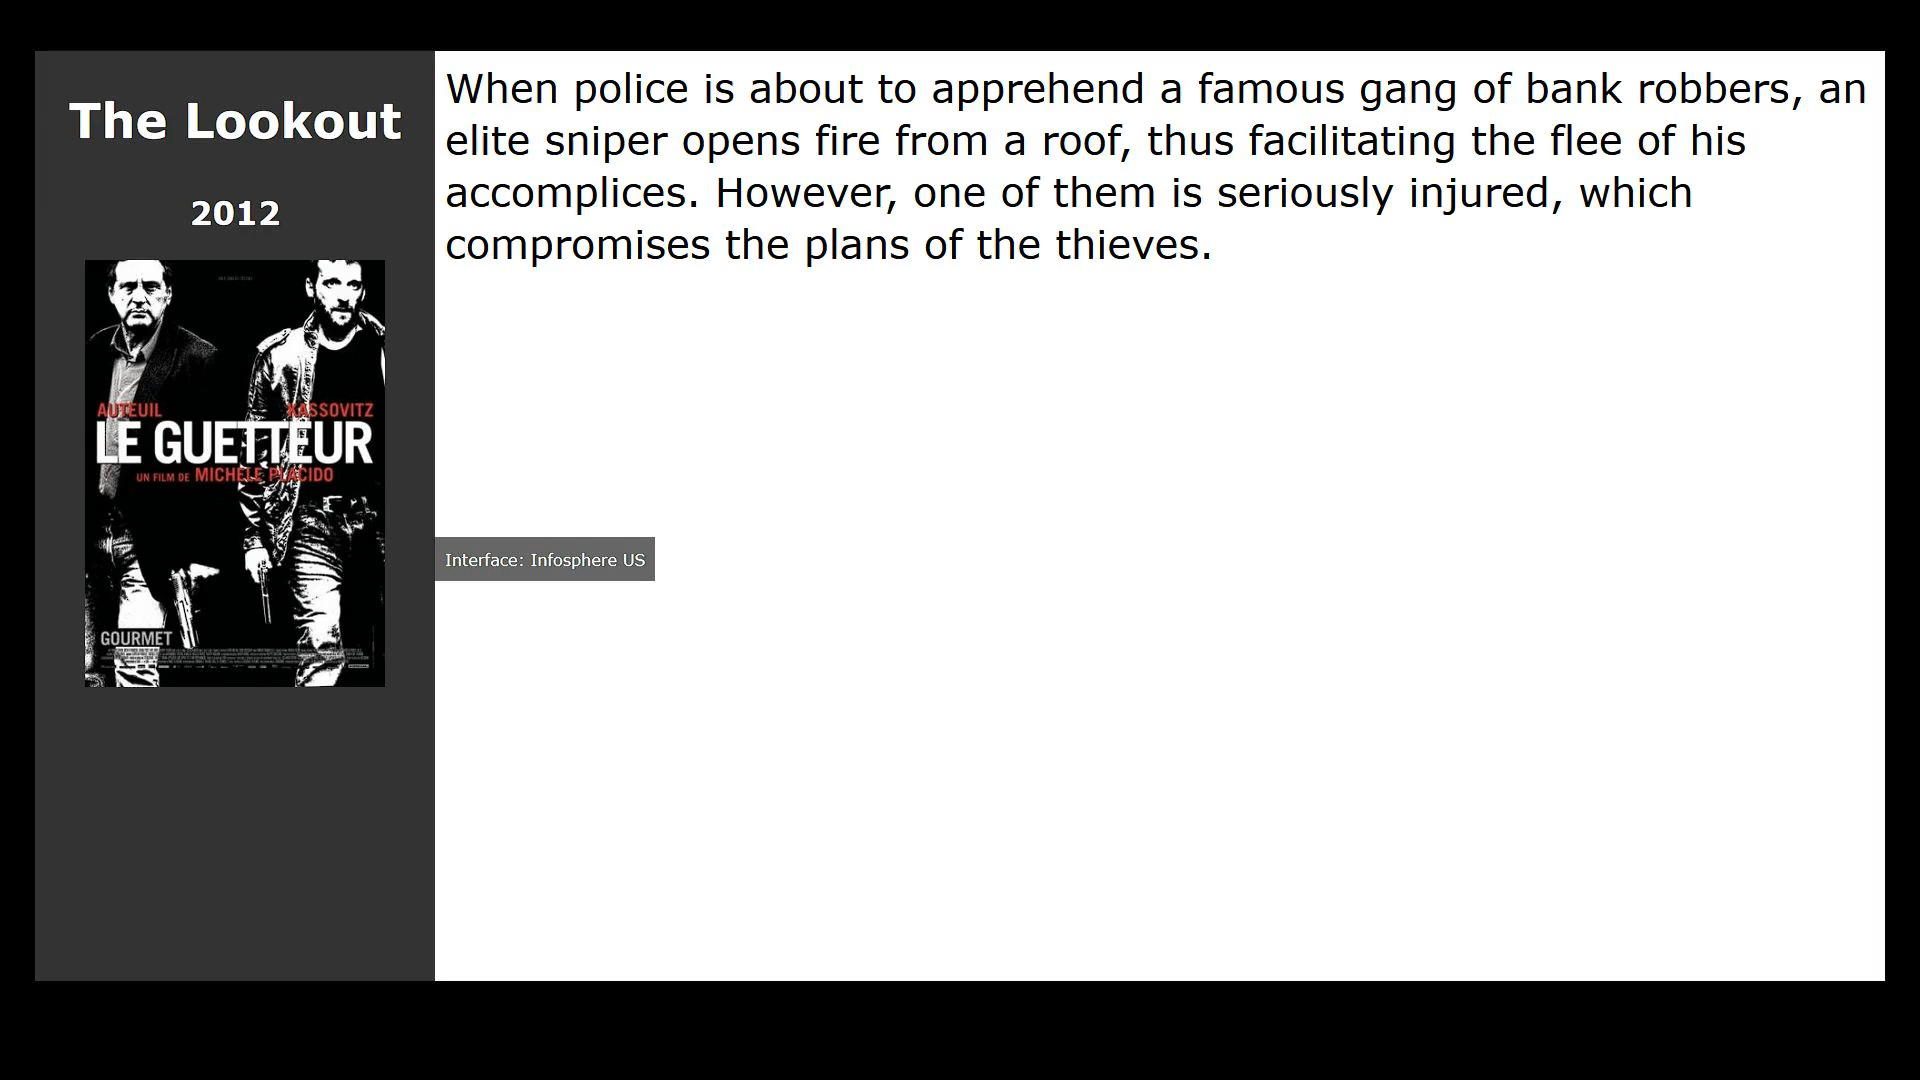 The Lookout
2012
AUTEUIL KASSOVITZ
LE GUETTEUR
UN FILM DE MICHELE PLACIDO
GOURMET
When police is about to apprehend a famous gang of bank robbers, an
elite sniper opens fire from a roof, thus facilitating the flee of his
accomplices. However, one of them is seriously injured, which
compromises the plans of the thieves.
Interface: Infosphere US